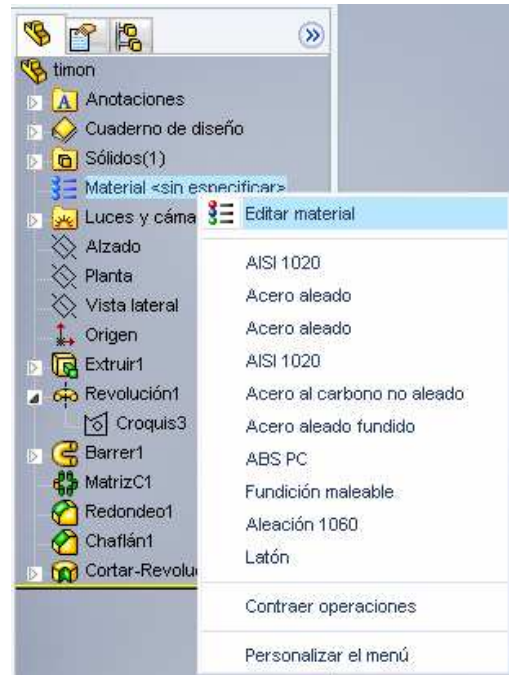 timon
A Anotaciones
Cuaderno de diseño
Sólidos(1)
Material <sin especificar>
Luces y cáma
Alzado
Planta
Vista lateral
Origen
Extruir1
Revolución1
Croquis3
Barrer1
MatrizC1
Redondeo1
Chaflán1
Cortar-Revolu
Editar material
AISI 1020
Acero aleado
Acero aleado
AISI 1020
Acero al carbono no aleado
Acero aleado fundido
ABS PC
Fundición maleable
Aleación 1060
Latón
Contraer operaciones
Personalizar el menú